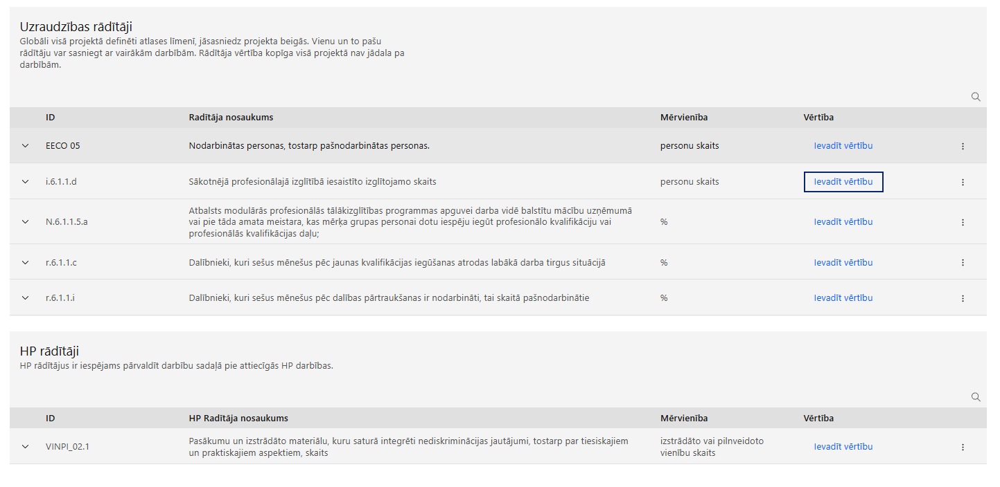 Uzraudzības rādītāji
Globāli visā projektā definēti atlases līmenī, jāsasniedz projekta beigās. Vienu un to pašu
rādītāju var sasniegt ar vairākām darbībām. Rādītāja vērtība kopīga visā projektā nav jādala pa
darbībām.
ID Radītāja nosaukums Mērvienība Vērtība
EECO 05 Nodarbinātas personas, tostarp pašnodarbinātas personas. personu skaits Ievadīt vērtību
i.6.1.1.d Sākotnējā profesionālajā izglītībā iesaistīto izglītojamo skaits personu skaits Ievadīt vērtību
Atbalsts modulārās profesionālās tālākizglītības programmas apguvei darba vidē balstītu mācību uzņēmumā
N.6.1.1.5.a vai pie tāda amata meistara, kas mērķa grupas personai dotu iespēju iegūt profesionālo kvalifikāciju vai % Ievadīt vērtību
profesionālās kvalifikācijas daļu;
r.6.1.1.c Dalībnieki, kuri sešus mēnešus pēc jaunas kvalifikācijas iegūšanas atrodas labākā darba tirgus situācijā % Ievadīt vērtību
r.6.1.1.i Dalībnieki, kuri sešus mēnešus pēc dalības pārtraukšanas ir nodarbināti, tai skaitā pašnodarbinātie % Ievadīt vērtību
HP rādītāji
HP rādītājus ir iespējams pārvaldīt darbību sadaļā pie attiecīgās HP darbības.
ID HP Radītāja nosaukums Mērvienība Vērtība
VINPI_02.1 Pasākumu un izstrādāto materiālu, kuru saturā integrēti nediskriminācijas jautājumi, tostarp par tiesiskajiem izstrādāto vai pilnveidoto Ievadīt vērtību
un praktiskajiem aspektiem, skaits vienību skaits